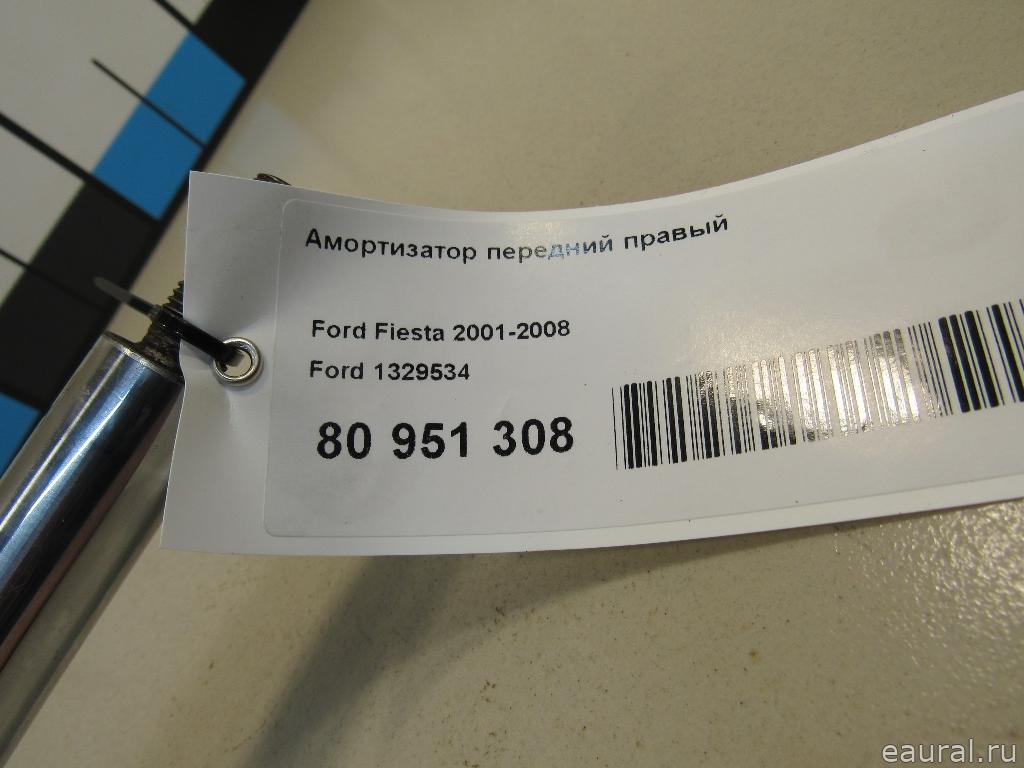 Амортизатор передний правый
Ford Fiesta 2001-2008
Ford 1329534
80 951 308
eaural.ru